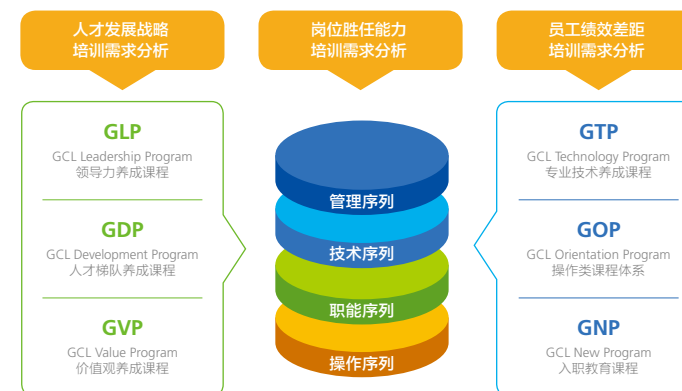 人才发展战略
培训需求分析
岗位胜任能力
培训需求分析
员工绩效差距
培训需求分析
GLP
GCL Leadership Program
领导力养成课程
GDP
GCL Development Program
人才梯队养成课程
GVP
GCL Value Program
价值观养成课程
管理序列
技术序列
职能序列
操作序列
GTP
GCL Technology Program
专业技术养成课程
GOP
GCL Orientation Program
操作类课程体系
GNP
GCL New Program
入职教育课程